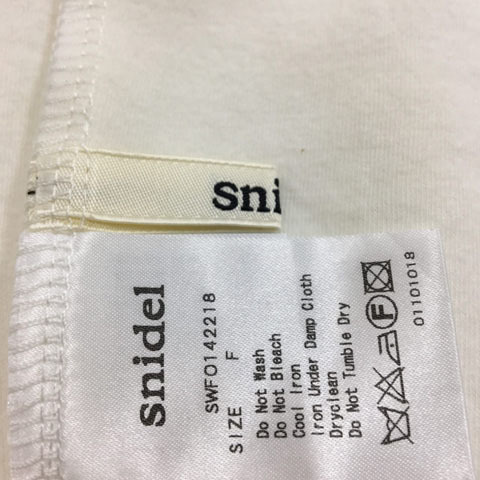 sni
snidel
SWFO142218
SIZE F
Do Not Wash
Do Not Bleach
Cool Iron
Iron Under Damp Cloth
Dryclean
Do Not Tumble Dry
F
01101018